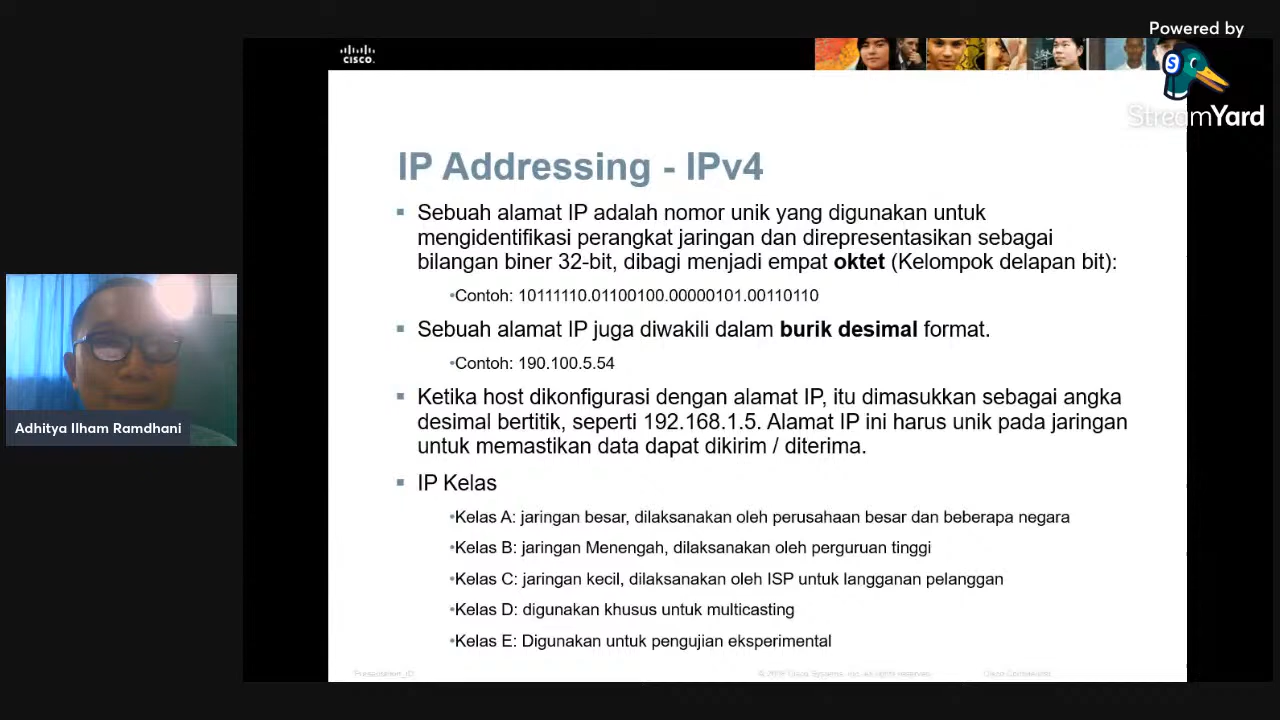 Powered by
StreamYard
CISCO.
IP Addressing - IPv4
Sebuah alamat IP adalah nomor unik yang digunakan untuk
mengidentifikasi perangkat jaringan dan direpresentasikan sebagai
bilangan biner 32-bit, dibagi menjadi empat oktet (Kelompok delapan bit):
•Contoh: 10111110.01100100.00000101.00110110
Sebuah alamat IP juga diwakili dalam burik desimal format.
•Contoh: 190.100.5.54
Ketika host dikonfigurasi dengan alamat IP, itu dimasukkan sebagai angka
desimal bertitik, seperti 192.168.1.5. Alamat IP ini harus unik pada jaringan
untuk memastikan data dapat dikirim / diterima.
IP Kelas
•Kelas A: jaringan besar, dilaksanakan oleh perusahaan besar dan beberapa negara
•Kelas B: jaringan Menengah, dilaksanakan oleh perguruan tinggi
•Kelas C: jaringan kecil, dilaksanakan oleh ISP untuk langganan pelanggan
•Kelas D: digunakan khusus untuk multicasting
•Kelas E: Digunakan untuk pengujian eksperimental
Presentation_ID
Adhitya Ilham Ramdhani